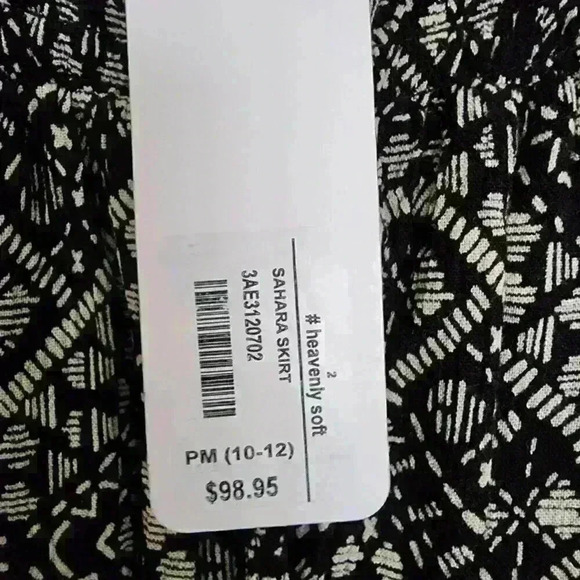 # heavenly soft
2
SAHARA SKIRT
3AE3120702
PM (10-12)
$98.95